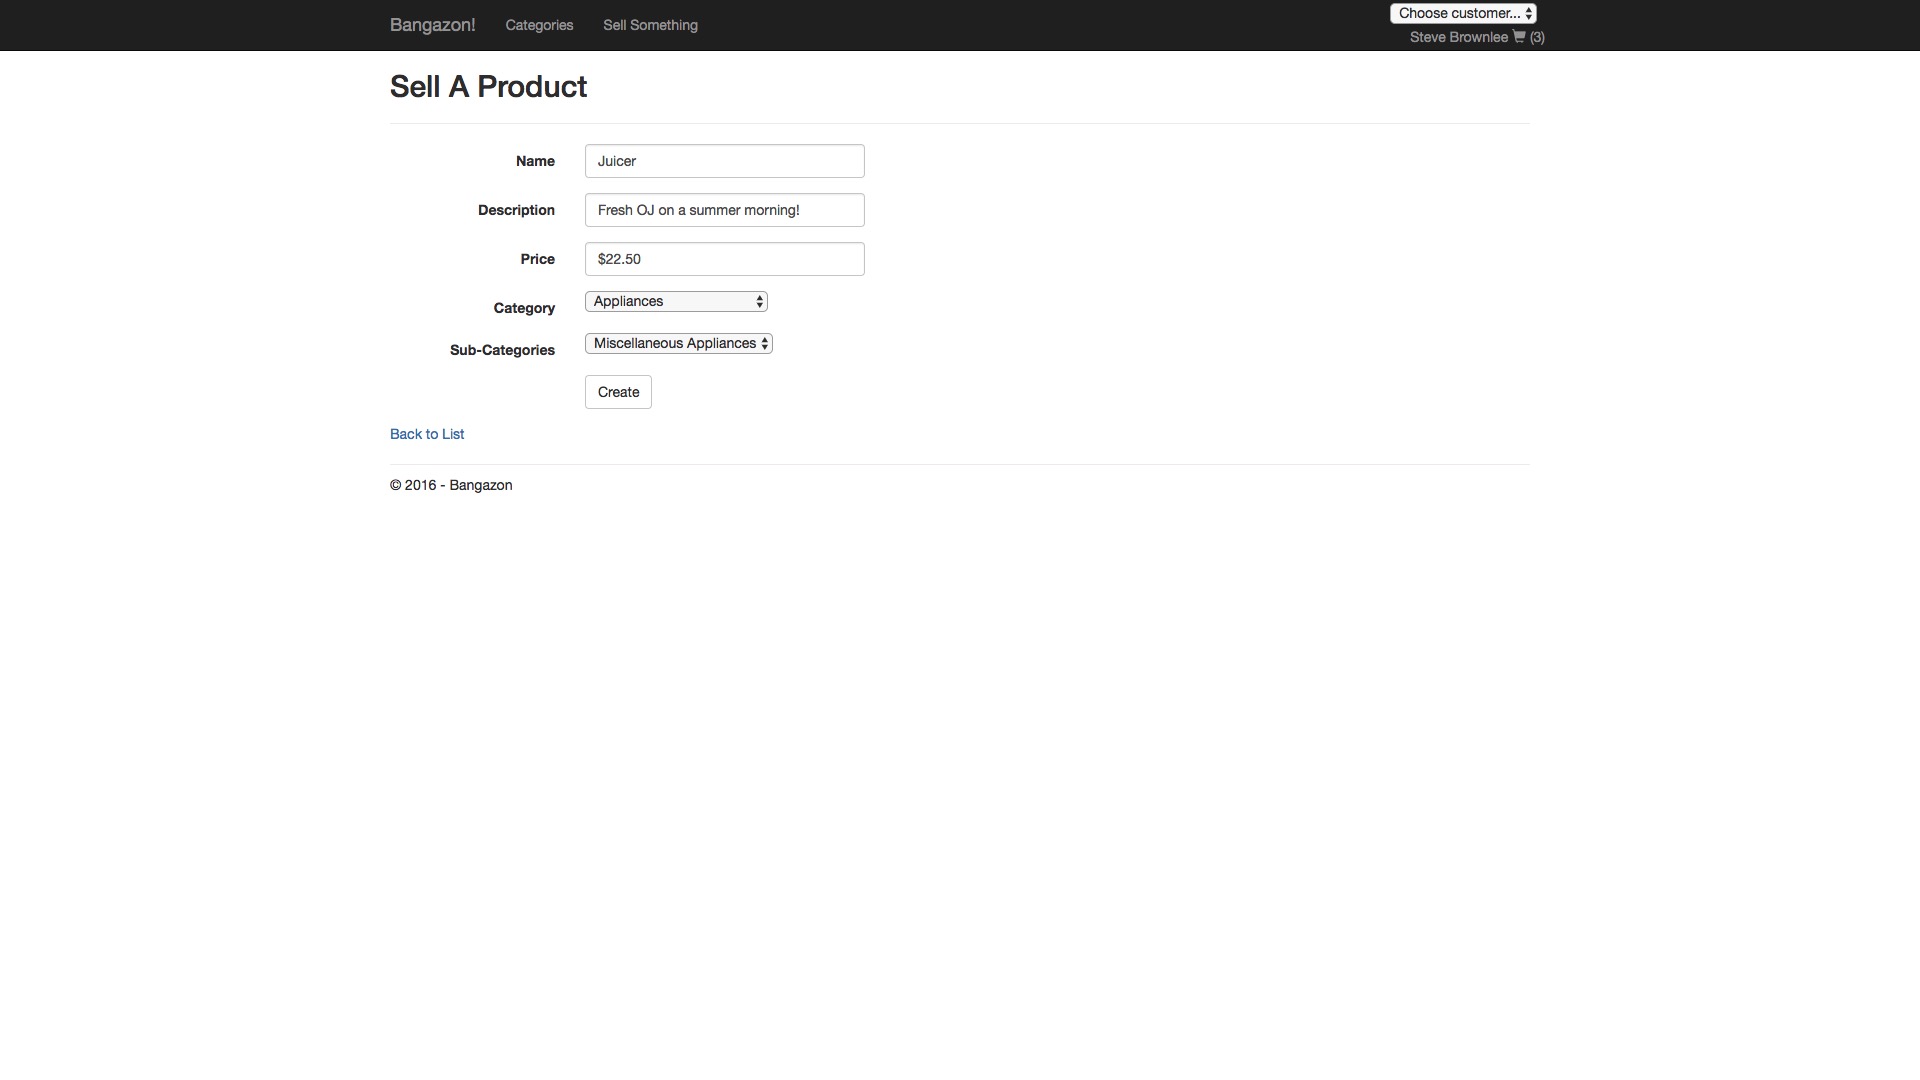 Bangazon! Categories Sell Something Choose customer...
Steve Brownlee (3)
Sell A Product
Name Juicer
Description Fresh OJ on a summer morning!
Price $22.50
Category Appliances
Sub-Categories Miscellaneous Appliances
Create
Back to List
© 2016 - Bangazon